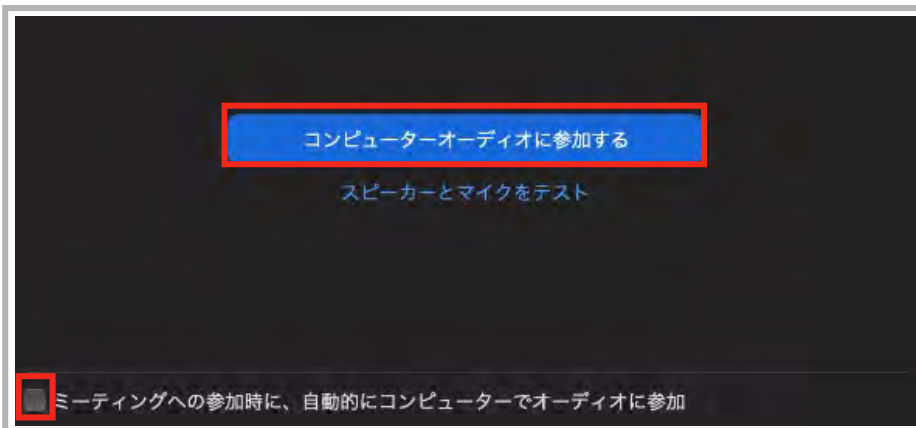 コンピューターオーディオに参加する
スピーカーとマイクをテスト
ミーティングへの参加時に、自動的にコンピューターでオーディオに参加